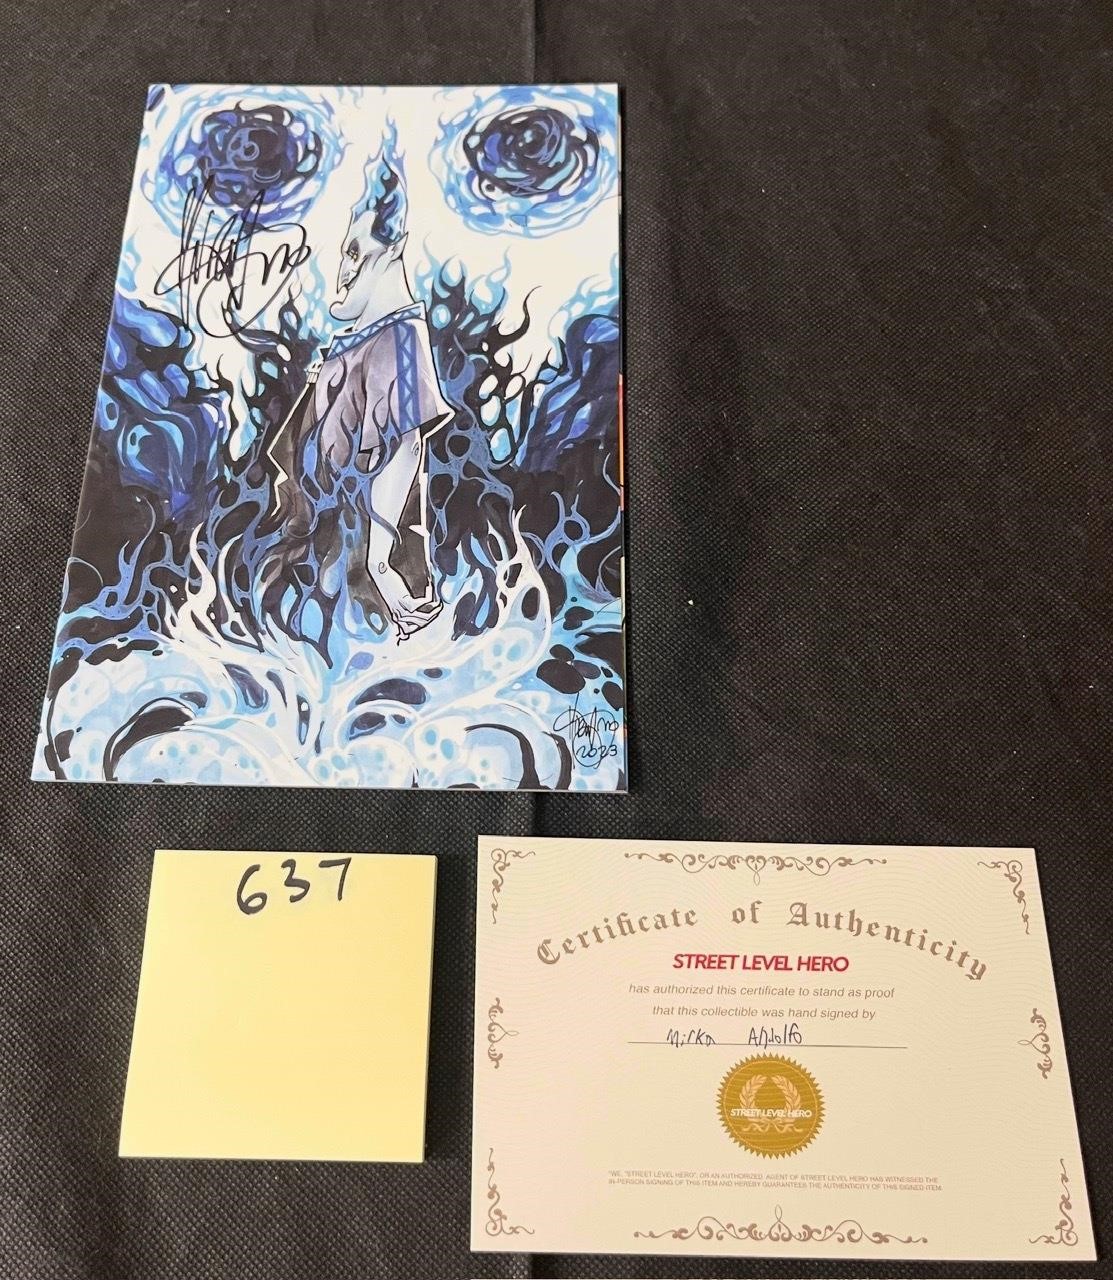 2023
637
Certificate of Authenticity
STREET LEVEL HERO
has authorized this certificate to stand as proof
that this collectible was hand signed by
Mirka Andolfo
STREET LEVEL HERO
"WE, "STREET LEVEL HERO", OR AN AUTHORIZED AGENT OF STREET LEVEL HERO HAS WITNESSED THE
IN-PERSON SIGNING OF THIS ITEM AND HEREBY GUARANTEES THE AUTHENTICITY OF THIS SIGNED ITEM.